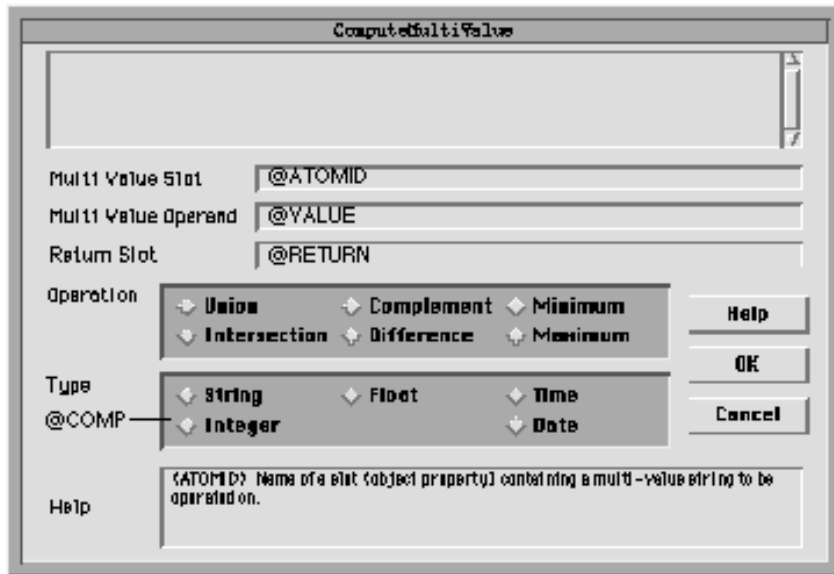 ComputeMultiValue
Multi Value Slot @ATOMID
Multi Value Operand @VALUE
Return Slot @RETURN
Operation
Union Complement Minimum
Intersection Difference Maximum
Help
OK
Cancel
Type
@COMP
String Float Time
Integer Date
Help
(ATOMID) Name of a slot (object property) containing a multi-value string to be
operated on.